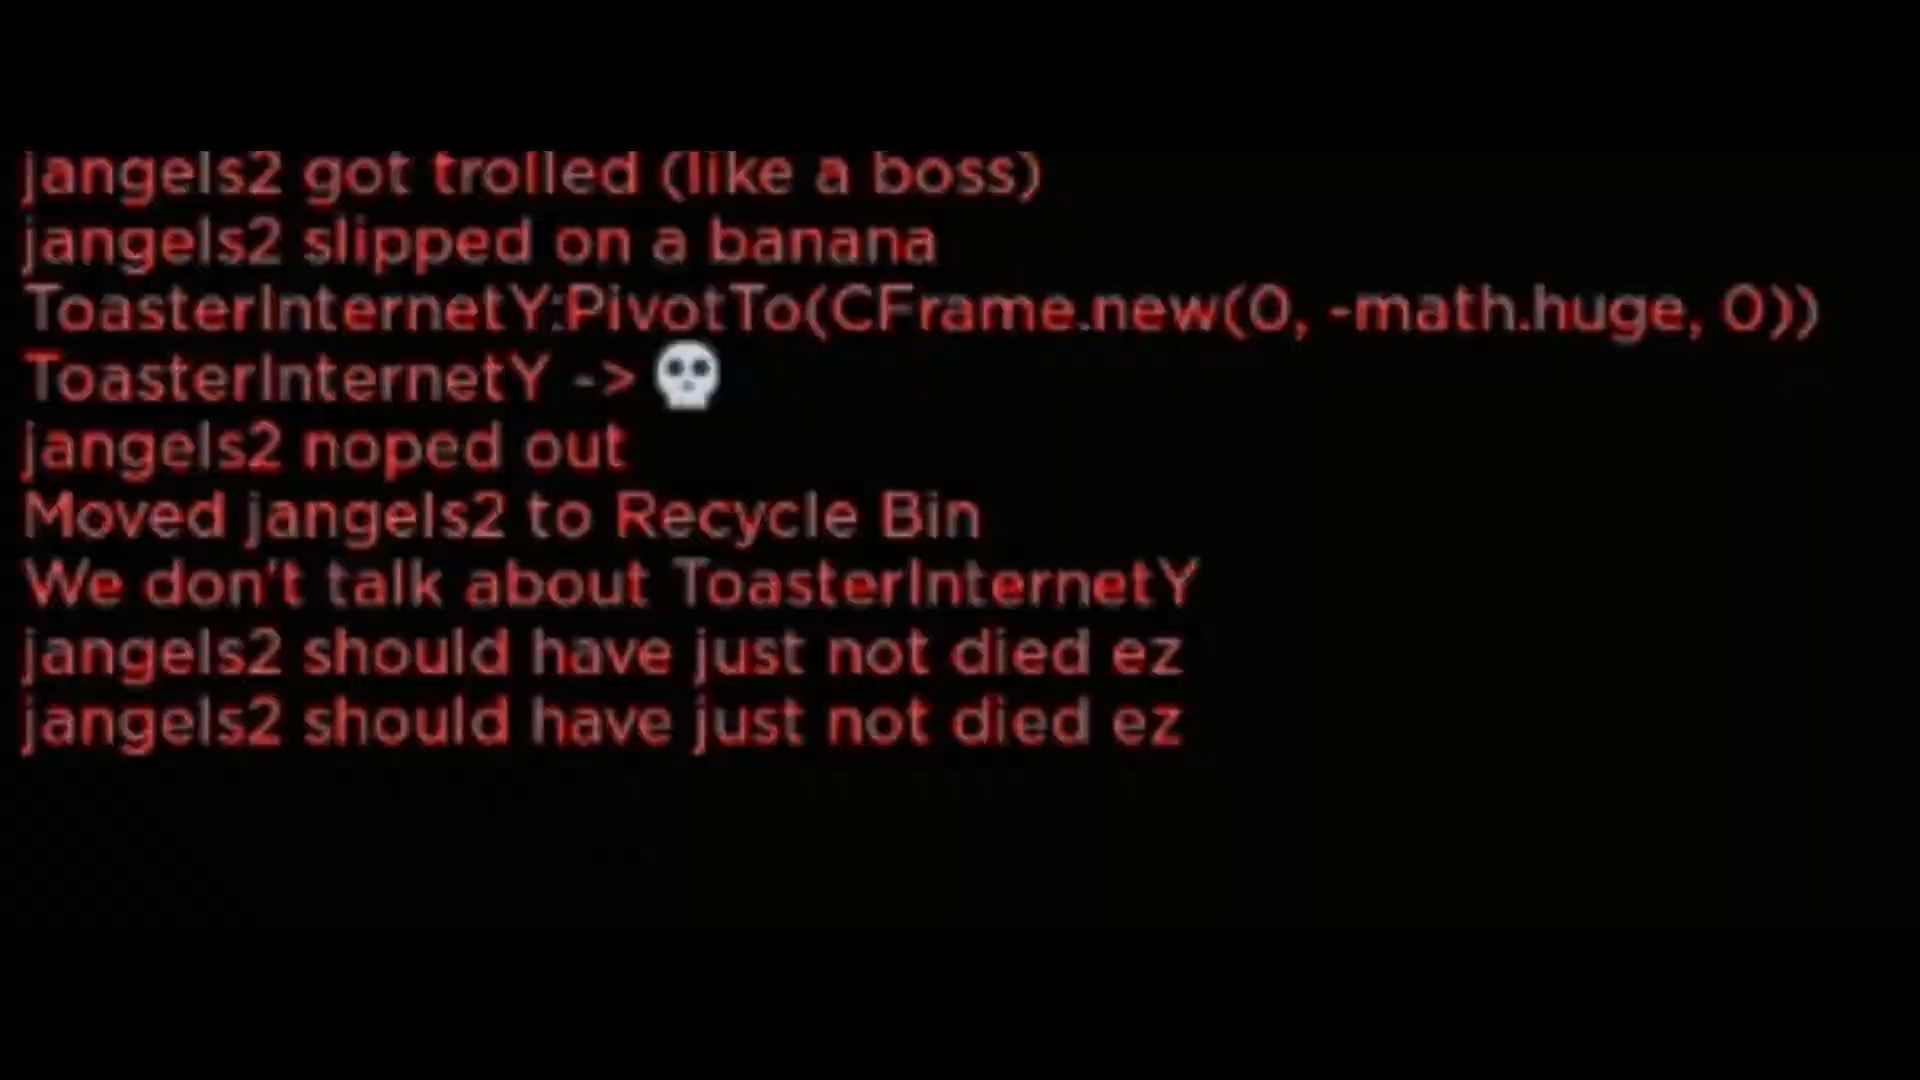 jangels2 got trolled (like a boss)
jangels2 slipped on a banana
ToasterInternetY:PivotTo(CFrame.new(0, -math.huge, 0))
ToasterInternetY -> 💀
jangels2 noped out
Moved jangels2 to Recycle Bin
We don't talk about ToasterInternetY
jangels2 should have just not died ez
jangels2 should have just not died ez